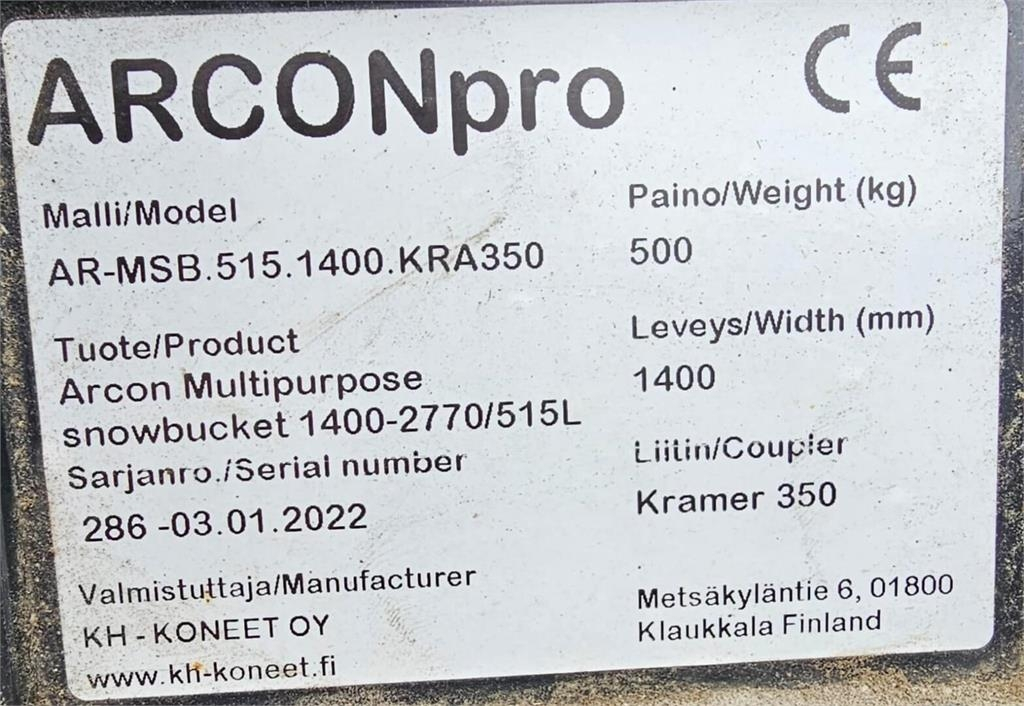 ARCONpro
CE
Malli/Model
AR-MSB.515.1400.KRA350
Paino/Weight (kg)
500
Tuote/Product
Arcon Multipurpose
snowbucket 1400-2770/515L
Leveys/Width (mm)
1400
Sarjanro./Serial number
286 -03.01.2022
Liitin/Coupler
Kramer 350
Valmistuttaja/Manufacturer
KH - KONEET OY
www.kh-koneet.fi
Metsäkyläntie 6, 01800
Klaukkala Finland